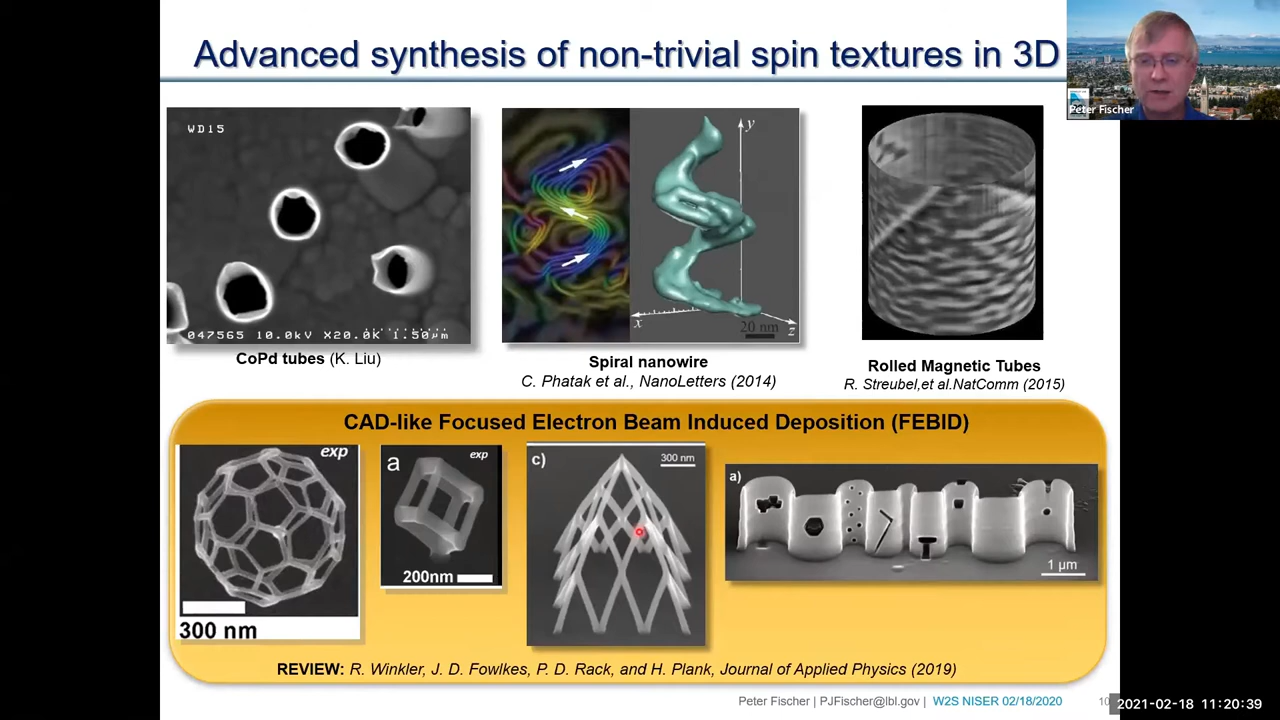 Advanced synthesis of non-trivial spin textures in 3D
Peter Fischer
WD15
047565 10.0kV X20.0K 1.50µm
CoPd tubes (K. Liu)
y
x
z
20 nm
Spiral nanowire
C. Phatak et al., NanoLetters (2014)
Rolled Magnetic Tubes
R. Streubel,et al.NatComm (2015)
CAD-like Focused Electron Beam Induced Deposition (FEBID)
exp
300 nm
a
exp
200nm
c)
300 nm
a)
1 µm
REVIEW: R. Winkler, J. D. Fowlkes, P. D. Rack, and H. Plank, Journal of Applied Physics (2019)
Peter Fischer | PJFischer@lbl.gov | W2S NISER 02/18/2020
2021-02-18 11:20:39